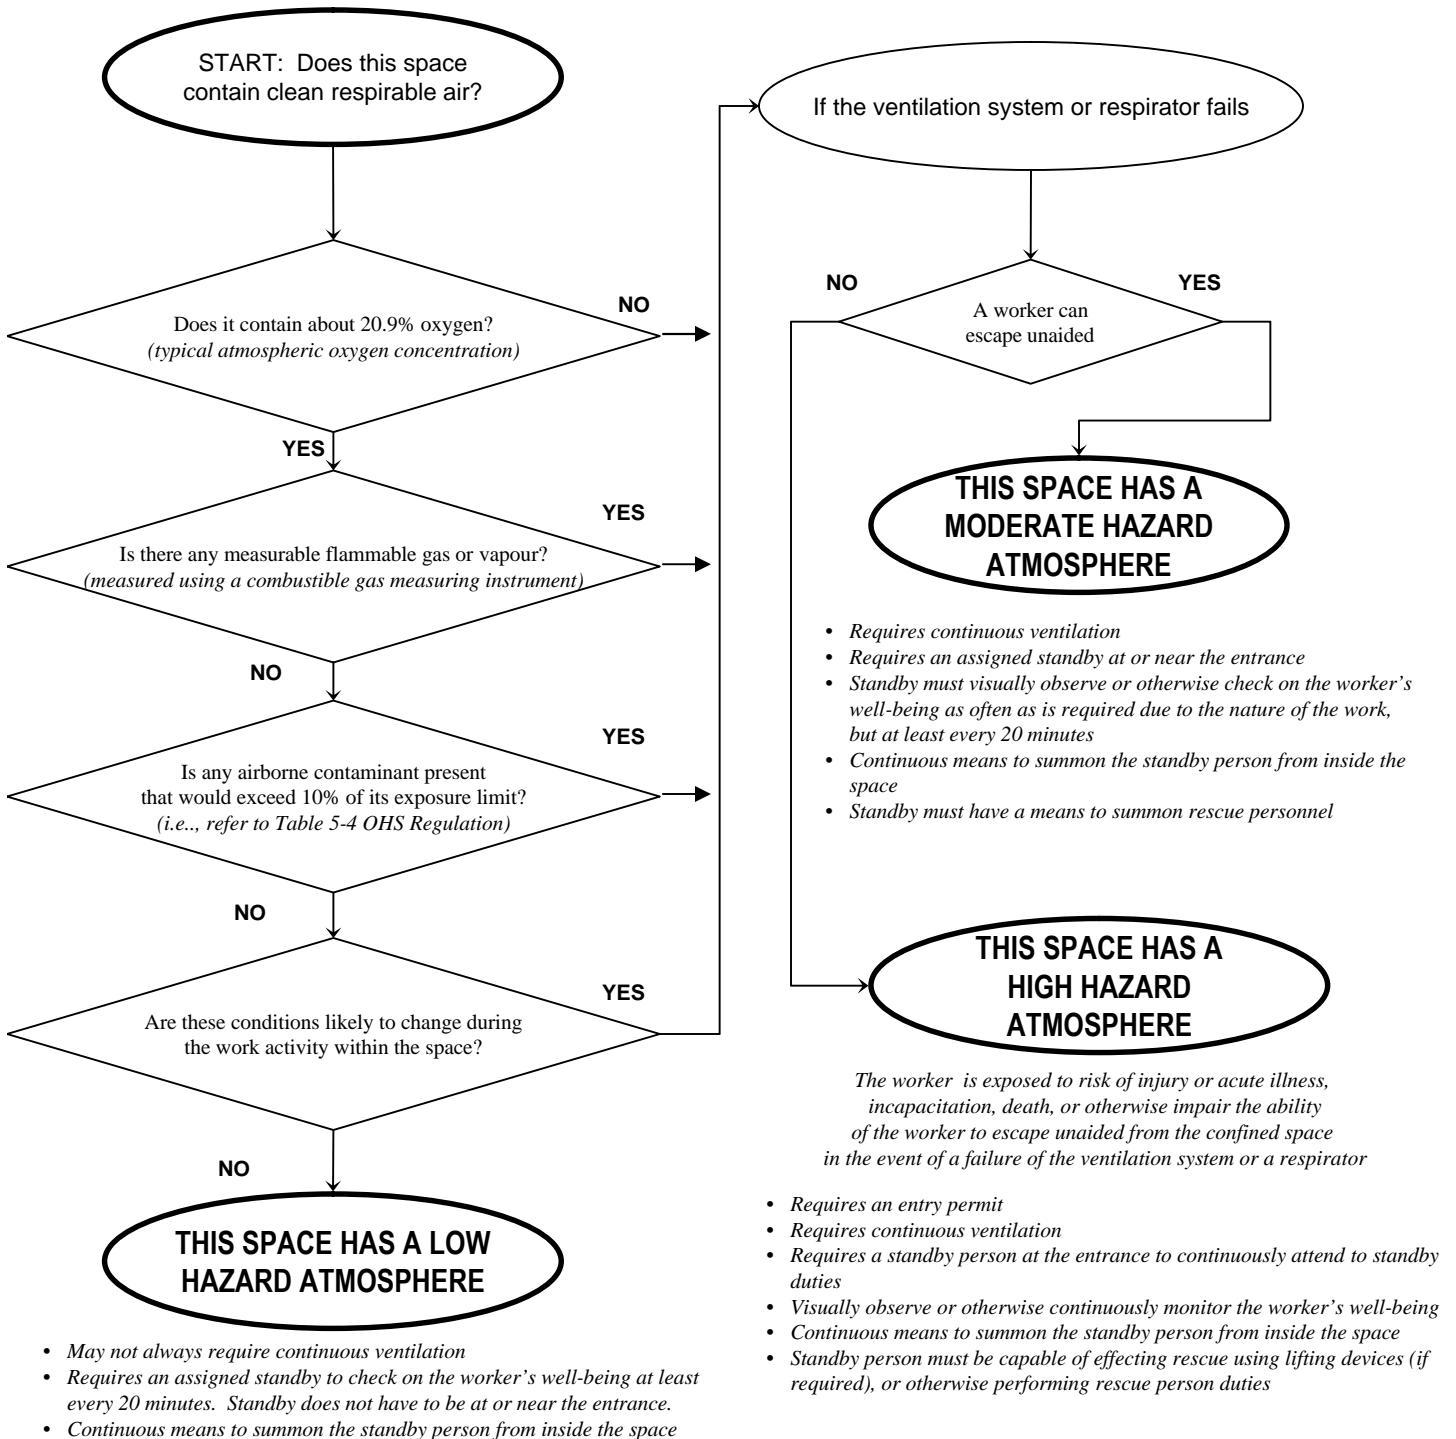 START:  Does this space
contain clean respirable air?
Does it contain about 20.9% oxygen?
(typical atmospheric oxygen concentration)
NO
YES
Is there any measurable flammable gas or vapour?
(measured using a combustible gas measuring instrument)
YES
NO
Is any airborne contaminant present
that would exceed 10% of its exposure limit?
(i.e.., refer to Table 5-4 OHS Regulation)
YES
NO
Are these conditions likely to change during
the work activity within the space?
YES
NO
THIS SPACE HAS A LOW
HAZARD ATMOSPHERE
• May not always require continuous ventilation
• Requires an assigned standby to check on the worker's well-being at least
every 20 minutes.  Standby does not have to be at or near the entrance.
• Continuous means to summon the standby person from inside the space
If the ventilation system or respirator fails
NO
YES
A worker can
escape unaided
THIS SPACE HAS A
MODERATE HAZARD
ATMOSPHERE
• Requires continuous ventilation
• Requires an assigned standby at or near the entrance
• Standby must visually observe or otherwise check on the worker's
well-being as often as is required due to the nature of the work,
but at least every 20 minutes
• Continuous means to summon the standby person from inside the
space
• Standby must have a means to summon rescue personnel
THIS SPACE HAS A
HIGH HAZARD
ATMOSPHERE
The worker  is exposed to risk of injury or acute illness,
incapacitation, death, or otherwise impair the ability
of the worker to escape unaided from the confined space
in the event of a failure of the ventilation system or a respirator
• Requires an entry permit
• Requires continuous ventilation
• Requires a standby person at the entrance to continuously attend to standby
duties
• Visually observe or otherwise continuously monitor the worker's well-being
• Continuous means to summon the standby person from inside the space
• Standby person must be capable of effecting rescue using lifting devices (if
required), or otherwise performing rescue person duties